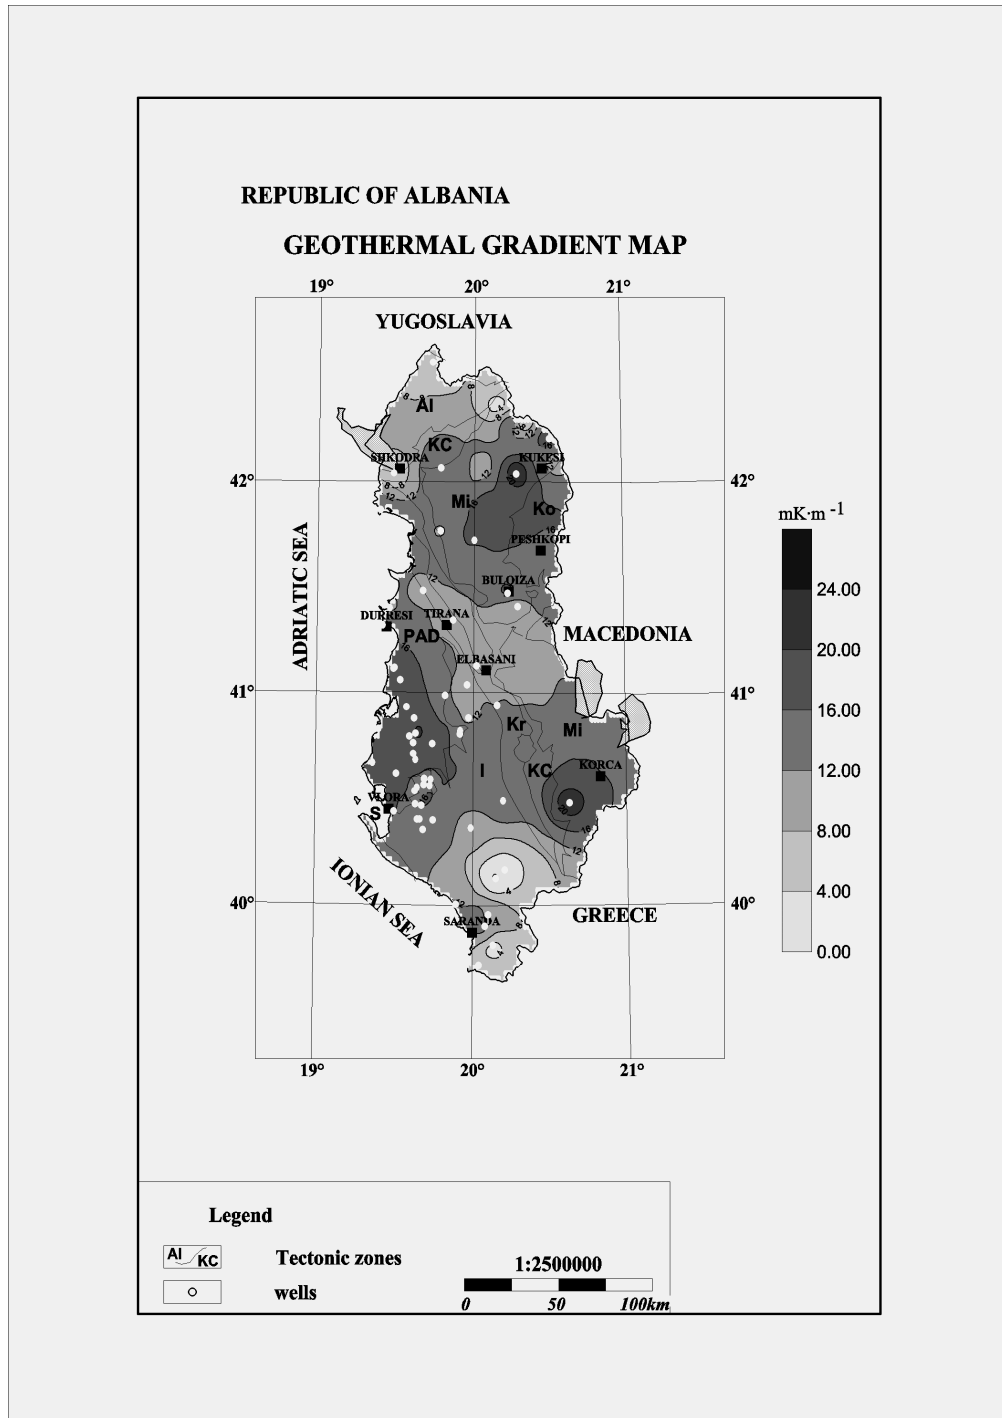 REPUBLIC OF ALBANIA
GEOTHERMAL GRADIENT MAP
19° 20° 21°
YUGOSLAVIA
Al
KC
SHKODRA KUKESI
42° 42°
Mi
Ko
mK·m -1
PESHKOPI
ADRIATIC SEA
BULQIZA
24.00
DURRESI TIRANA
PAD
MACEDONIA
ELBASANI
20.00
41° 41°
16.00
Kr Mi
I KC KORCA
12.00
VLORA
S
8.00
IONIAN SEA
4.00
40° 40°
GREECE
SARANDA
0.00
19° 20° 21°
Legend
Al KC Tectonic zones
1:2500000
wells
0 50 100km